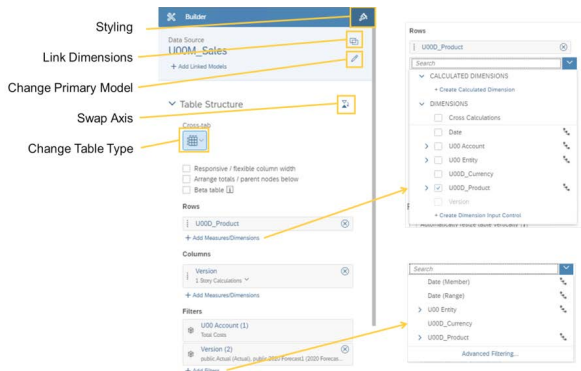 Styling
Link Dimensions
Change Primary Model
Swap Axis
Change Table Type
Builder
Data Source
U00M_Sales
+ Add Linked Models
Table Structure
Cross-tab
Responsive / flexible column width
Arrange totals / parent nodes below
Beta table
Rows
U00D_Product
+ Add Measures/Dimensions
Columns
Version
1 Story Calculations
+ Add Measures/Dimensions
Filters
U00 Account (1)
Total Costs
Version (2)
public Actual (Actual), public 2020 Forecast1 (2020 Forecas...
+ Add Filters
Rows
U00D_Product
Search
CALCULATED DIMENSIONS
+ Create Calculated Dimension
DIMENSIONS
Cross Calculations
Date
U00 Account
U00 Entity
U00D_Currency
U00D_Product
Version
+ Create Dimension Input Control
Automatically resize table vertically
Search
Date (Member)
Date (Range)
U00 Entity
U00D_Currency
U00D_Product
Advanced Filtering...